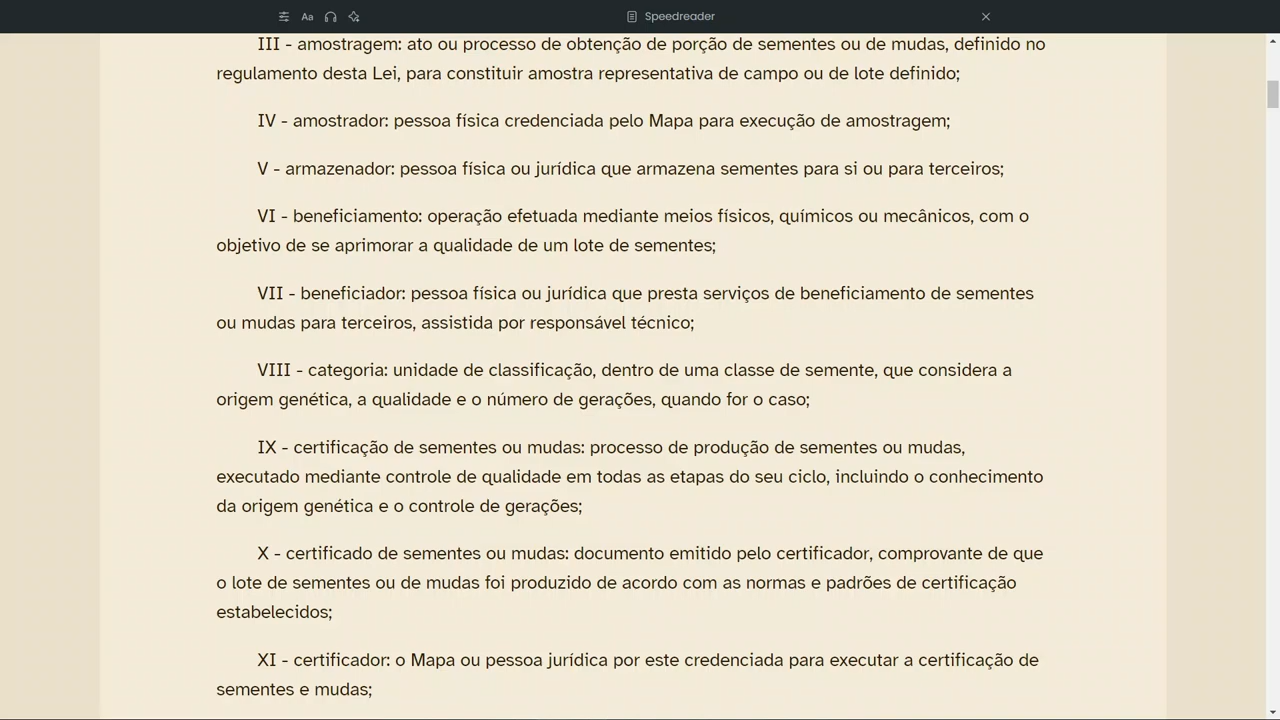 Aa
Speedreader
III - amostragem: ato ou processo de obtenção de porção de sementes ou de mudas, definido no
regulamento desta Lei, para constituir amostra representativa de campo ou de lote definido;
IV - amostrador: pessoa física credenciada pelo Mapa para execução de amostragem;
V - armazenador: pessoa física ou jurídica que armazena sementes para si ou para terceiros;
VI - beneficiamento: operação efetuada mediante meios físicos, químicos ou mecânicos, com o
objetivo de se aprimorar a qualidade de um lote de sementes;
VII - beneficiador: pessoa física ou jurídica que presta serviços de beneficiamento de sementes
ou mudas para terceiros, assistida por responsável técnico;
VIII - categoria: unidade de classificação, dentro de uma classe de semente, que considera a
origem genética, a qualidade e o número de gerações, quando for o caso;
IX - certificação de sementes ou mudas: processo de produção de sementes ou mudas,
executado mediante controle de qualidade em todas as etapas do seu ciclo, incluindo o conhecimento
da origem genética e o controle de gerações;
X - certificado de sementes ou mudas: documento emitido pelo certificador, comprovante de que
o lote de sementes ou de mudas foi produzido de acordo com as normas e padrões de certificação
estabelecidos;
XI - certificador: o Mapa ou pessoa jurídica por este credenciada para executar a certificação de
sementes e mudas;